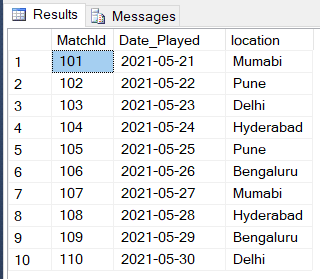 Results Messages
MatchId Date_Played location
1 101 2021-05-21 Mumabi
2 102 2021-05-22 Pune
3 103 2021-05-23 Delhi
4 104 2021-05-24 Hyderabad
5 105 2021-05-25 Pune
6 106 2021-05-26 Bengaluru
7 107 2021-05-27 Mumabi
8 108 2021-05-28 Hyderabad
9 109 2021-05-29 Bengaluru
10 110 2021-05-30 Delhi